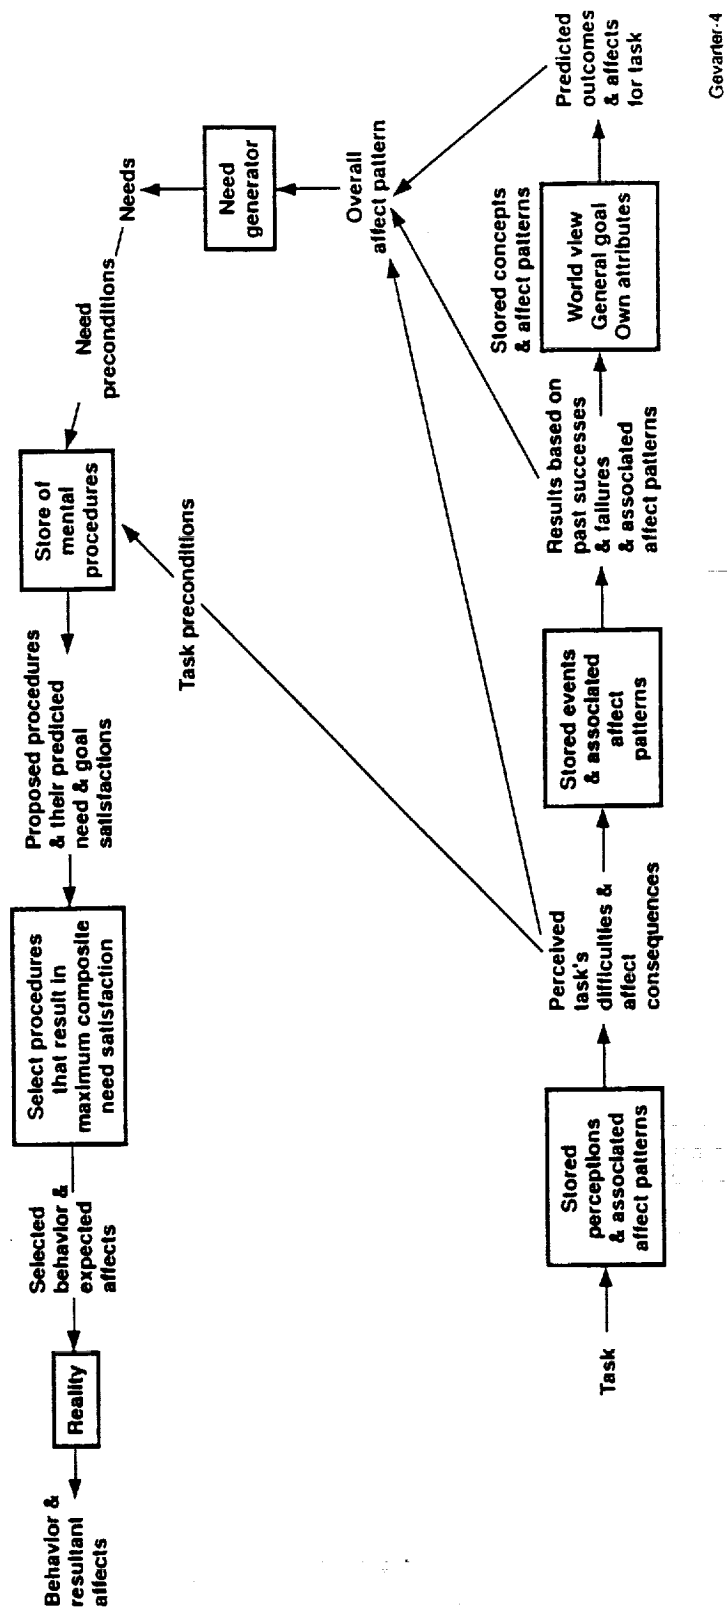 Task
Stored
perceptions
& associated
affect patterns
Perceived
task's
difficulties &
affect
consequences
Stored events
& associated
affect
patterns
Results based on
past successes
& failures
& associated
affect patterns
Stored concepts
& affect patterns
World view
General goal
Own attributes
Predicted
outcomes
& affects
for task
Overall
affect pattern
Need
generator
Needs
Need
preconditions
Task preconditions
Store of
mental
procedures
Proposed procedures
& their predicted
need & goal
satisfactions
Select procedures
that result in
maximum composite
need satisfaction
Selected
behavior &
expected
affects
Reality
Behavior &
resultant
affects
Gevarter-4